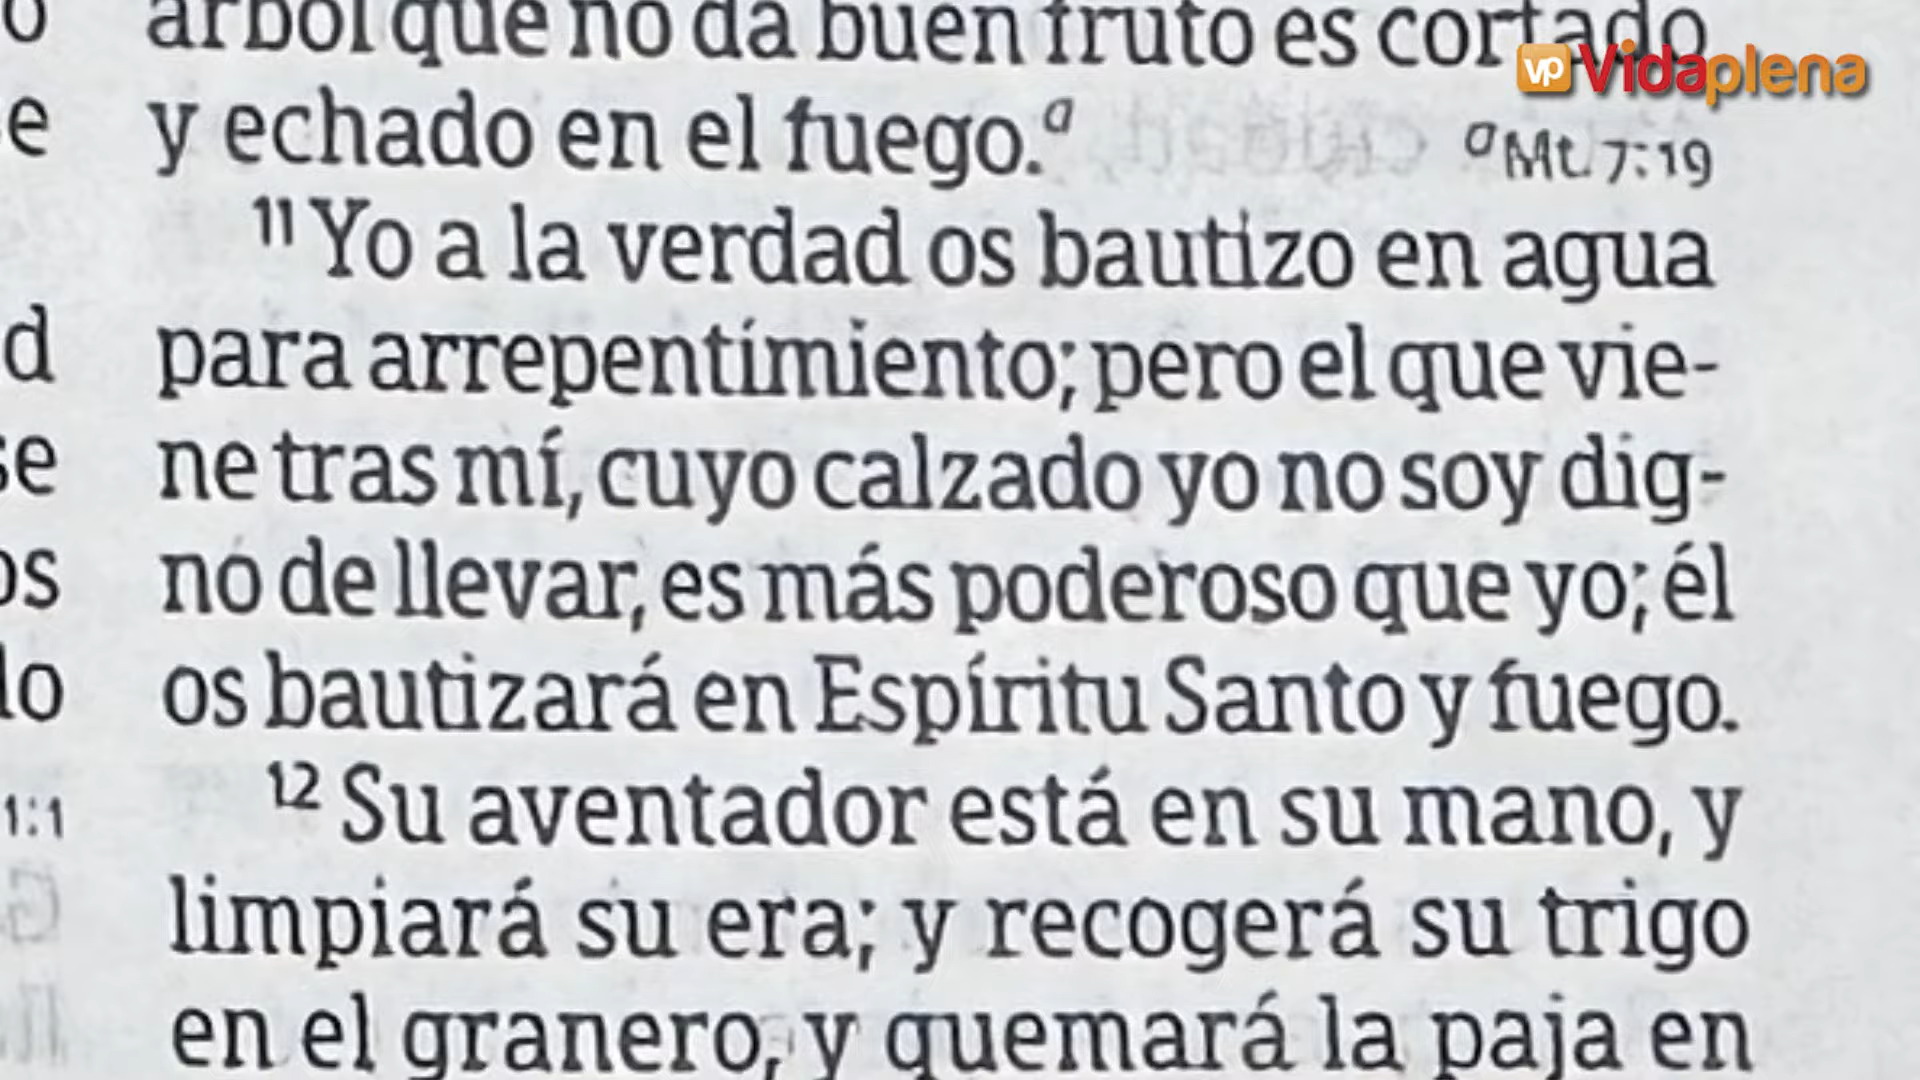 árbol que no da buen fruto es cortado
y echado en el fuego.ª
ªMt. 7:19
11 Yo a la verdad os bautizo en agua
para arrepentimiento; pero el que vie-
ne tras mí, cuyo calzado yo no soy dig-
no de llevar, es más poderoso que yo; él
os bautizará en Espíritu Santo y fuego.
12 Su aventador está en su mano, y
limpiará su era; y recogerá su trigo
en el granero, y quemará la paja en
1:1
vp Vidaplena